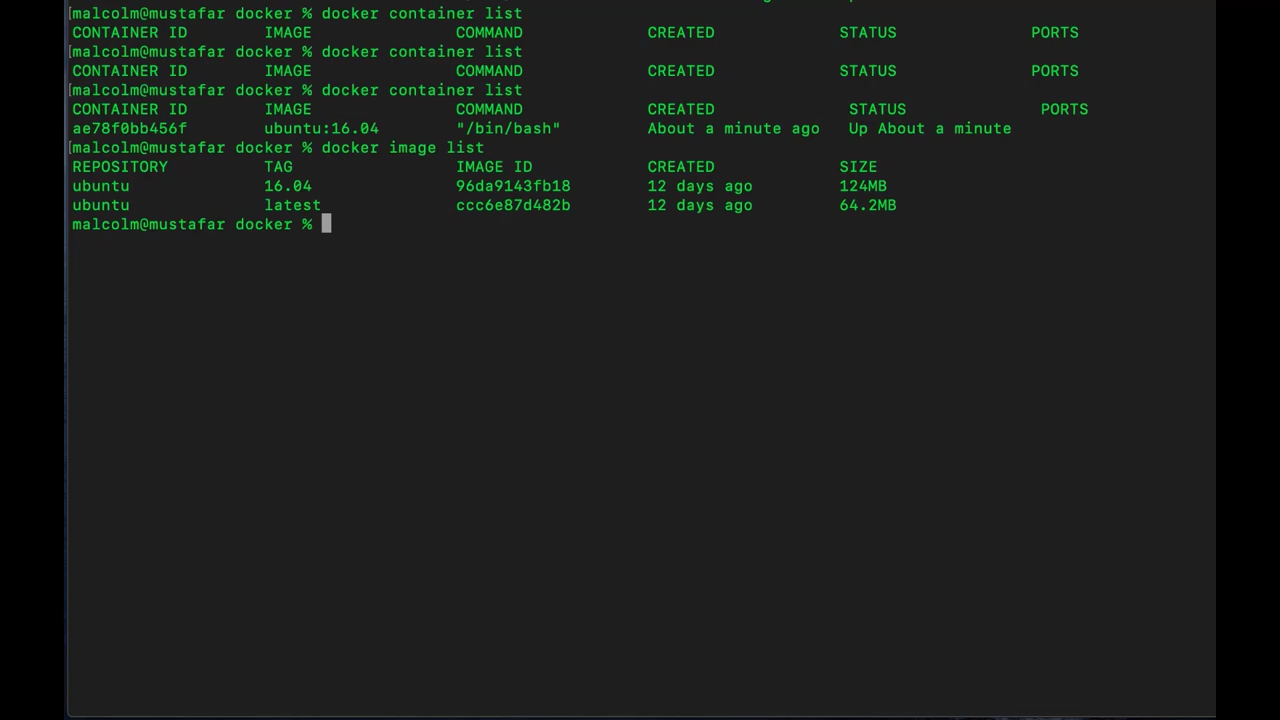 [malcolm@mustafar docker % docker container list
CONTAINER ID IMAGE COMMAND CREATED STATUS PORTS
[malcolm@mustafar docker % docker container list
CONTAINER ID IMAGE COMMAND CREATED STATUS PORTS
[malcolm@mustafar docker % docker container list
CONTAINER ID IMAGE COMMAND CREATED STATUS PORTS
ae78f0bb456f ubuntu:16.04 "/bin/bash" About a minute ago Up About a minute
[malcolm@mustafar docker % docker image list
REPOSITORY TAG IMAGE ID CREATED SIZE
ubuntu 16.04 96da9143fb18 12 days ago 124MB
ubuntu latest ccc6e87d482b 12 days ago 64.2MB
malcolm@mustafar docker %